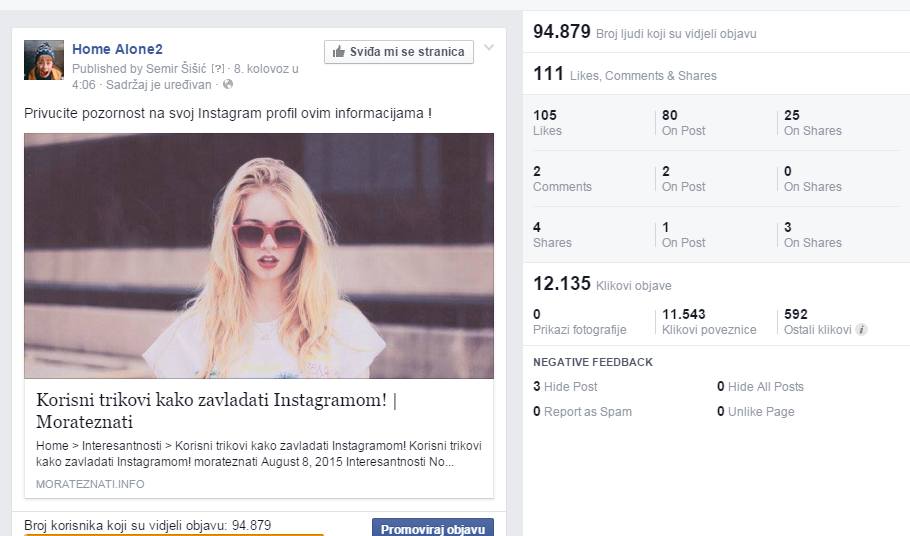 Home Alone2
Sviđa mi se stranica
Published by Semir Šišić [?] · 8. kolovoz u
4:06 · Sadržaj je uređivan ·
Privucite pozornost na svoj Instagram profil ovim informacijama !
Korisni trikovi kako zavladati Instagramom! |
Morateznati
Home > Interesantnosti > Korisni trikovi kako zavladati Instagramom! Korisni trikovi
kako zavladati Instagramom! morateznati August 8, 2015 Interesantnosti No...
MORATEZNATI.INFO
Broj korisnika koji su vidjeli objavu: 94.879
Promoviraj objavu
94.879 Broj ljudi koji su vidjeli objavu
111 Likes, Comments & Shares
105 80 25
Likes On Post On Shares
2 2 0
Comments On Post On Shares
4 1 3
Shares On Post On Shares
12.135 Klikovi objave
0 11.543 592
Prikazi fotografije Klikovi poveznice Ostali klikovi i
NEGATIVE FEEDBACK
3 Hide Post 0 Hide All Posts
0 Report as Spam 0 Unlike Page